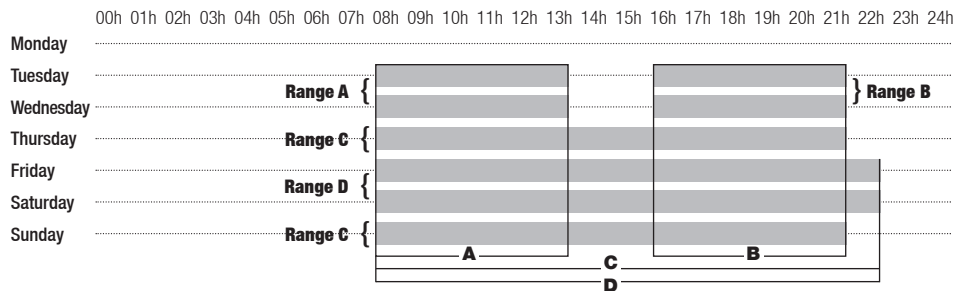 00h 01h 02h 03h 04h 05h 06h 07h 08h 09h 10h 11h 12h 13h 14h 15h 16h 17h 18h 19h 20h 21h 22h 23h 24h
Monday
Tuesday
Range A { } Range B
Wednesday
Thursday Range C {
Friday
Range D {
Saturday
Sunday Range C {
A B
C
D